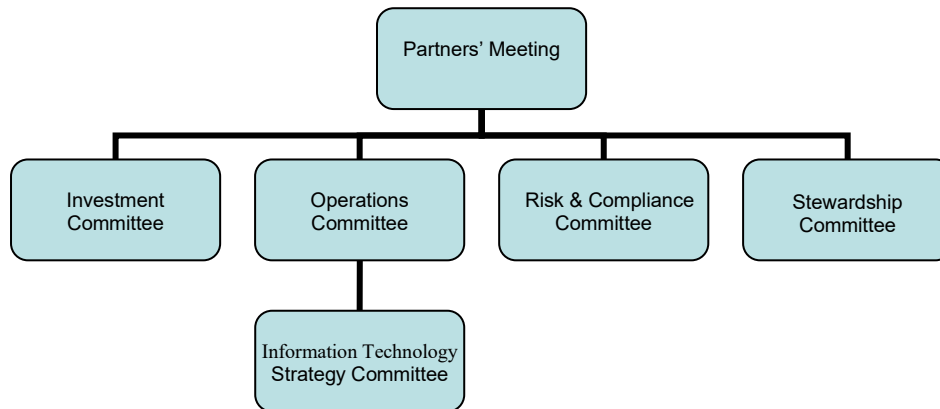 Partners’ Meeting
Investment
Committee
Operations
Committee
Risk & Compliance
Committee
Stewardship
Committee
Information Technology
Strategy Committee